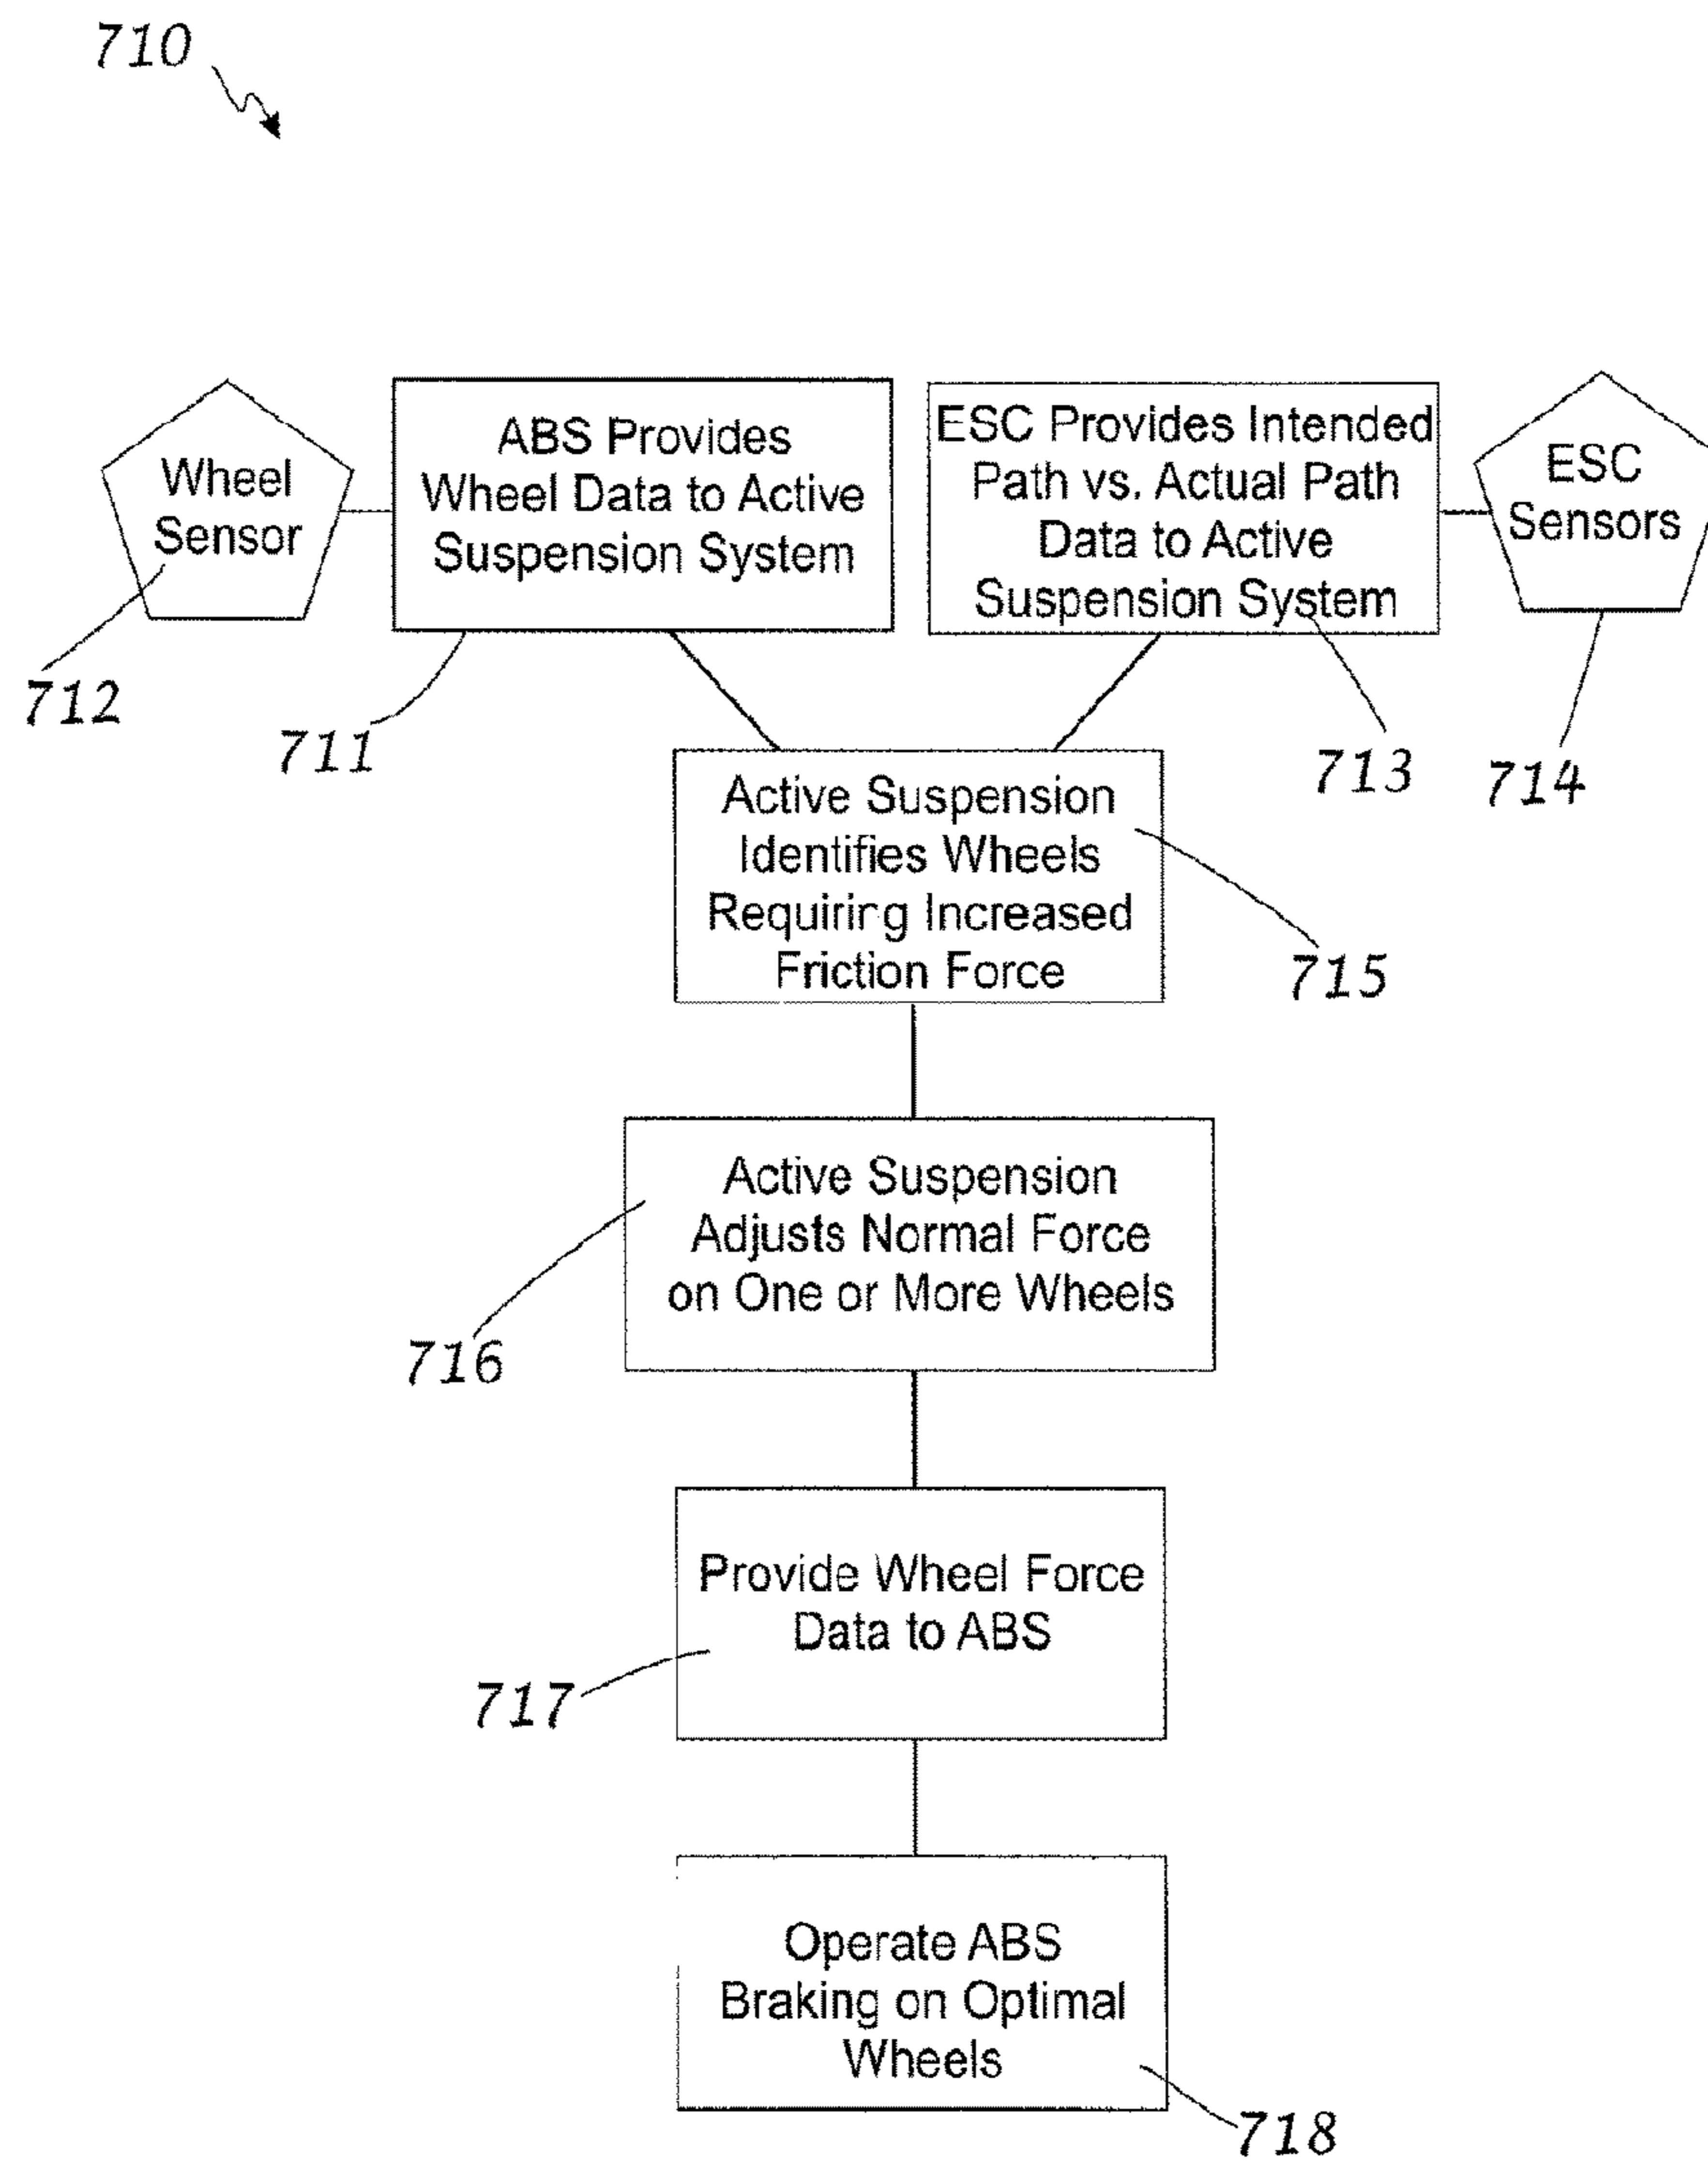 710
Wheel
Sensor
712
ABS Provides
Wheel Data to Active
Suspension System
711
ESC Provides Intended
Path vs. Actual Path
Data to Active
Suspension System
713
ESC
Sensors
714
Active Suspension
Identifies Wheels
Requiring Increased
Friction Force
715
Active Suspension
Adjusts Normal Force
on One or More Wheels
716
Provide Wheel Force
Data to ABS
717
Operate ABS
Braking on Optimal
Wheels
718